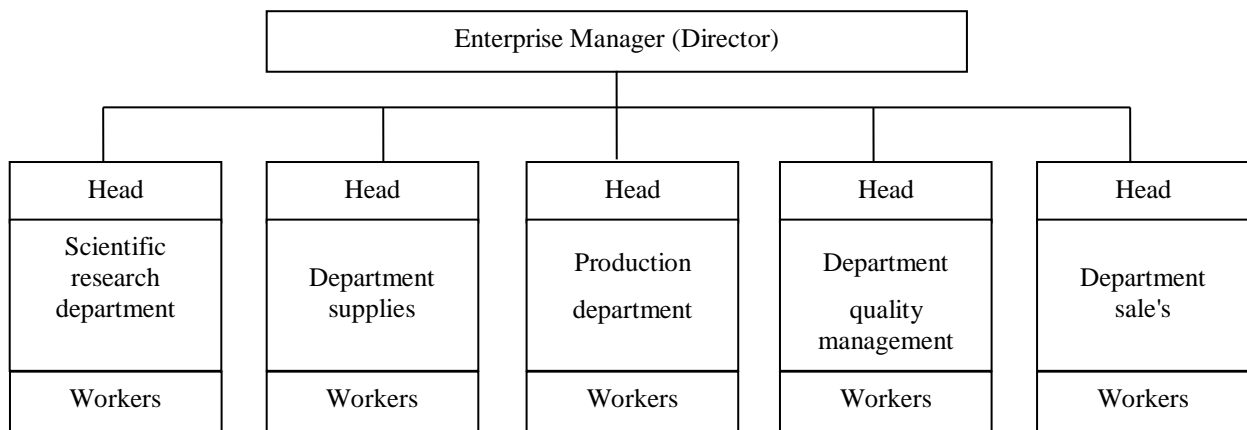 Enterprise Manager (Director)
Head
Scientific
research
department
Workers
Head
Department
supplies
Workers
Head
Production
department
Workers
Head
Department
quality
management
Workers
Head
Department
sale's
Workers